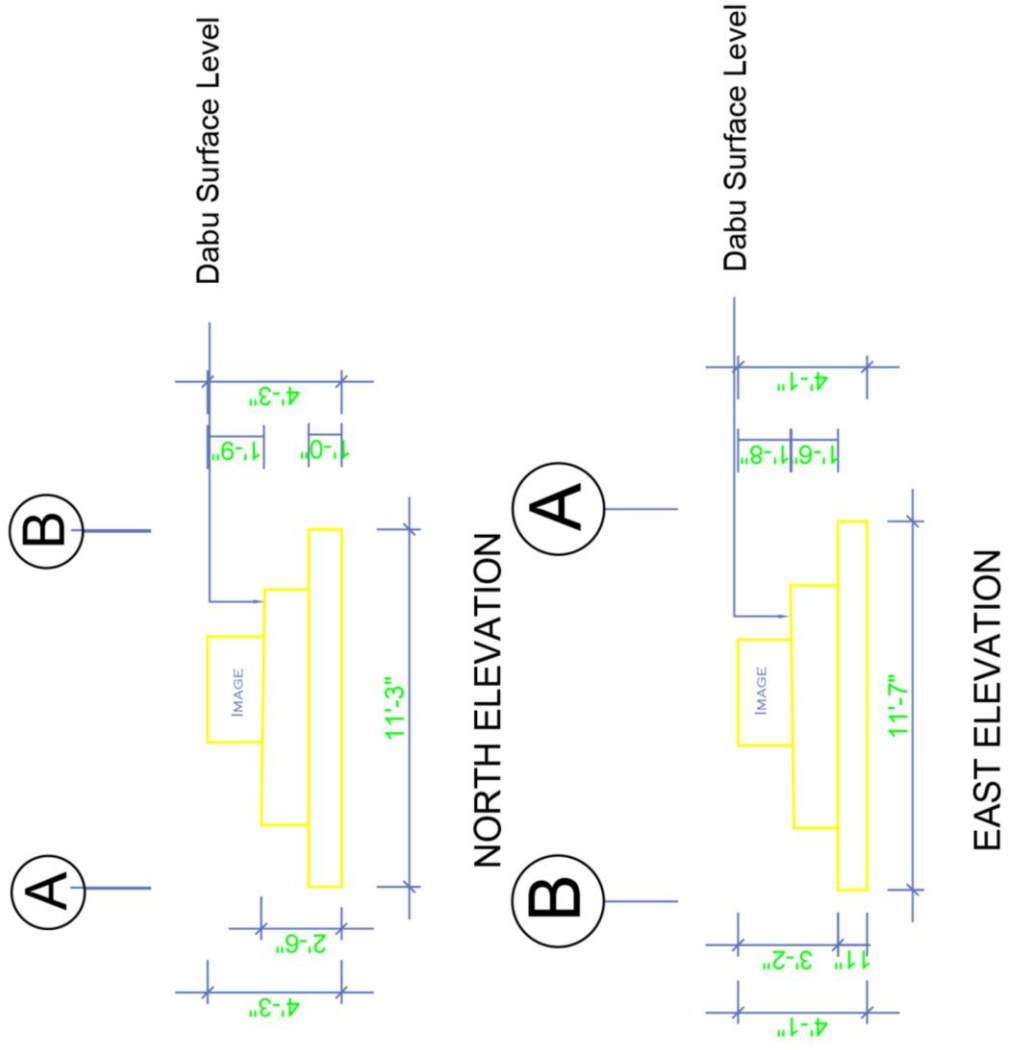 A
B
Dabu Surface Level
4'-3"
2'-6"
IMAGE
1'-9"
1'-0"
4'-3"
11'-3"
NORTH ELEVATION
B
A
Dabu Surface Level
4'-1"
3'-2"
11"
IMAGE
1'-8"
1'-6"
4'-1"
11'-7"
EAST ELEVATION